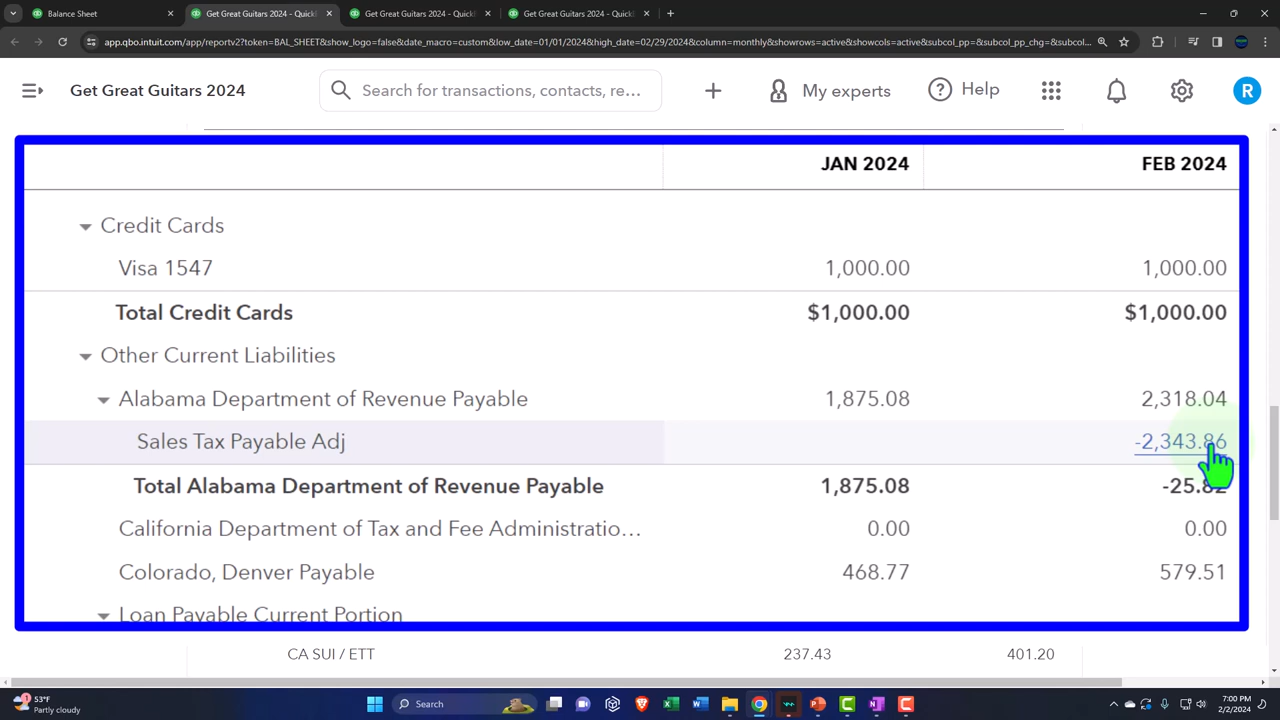 Balance Sheet
Get Great Guitars 2024 - QuickB
Get Great Guitars 2024 - QuickB
Get Great Guitars 2024 - QuickB
app.qbo.intuit.com/app/reportv2?token=BAL_SHEET&show_logo=false&date_macro=custom&low_date=01/01/2024&high_date=02/29/2024&column=monthly&showrows=active&showcols=active&subcol_pp=&subcol_pp_chg=&subcol...
Get Great Guitars 2024
Search for transactions, contacts, re...
My experts
Help
R
JAN 2024 FEB 2024
Credit Cards
Visa 1547 1,000.00 1,000.00
Total Credit Cards $1,000.00 $1,000.00
Other Current Liabilities
Alabama Department of Revenue Payable 1,875.08 2,318.04
Sales Tax Payable Adj -2,343.86
Total Alabama Department of Revenue Payable 1,875.08 -25.82
California Department of Tax and Fee Administratio... 0.00 0.00
Colorado, Denver Payable 468.77 579.51
Loan Payable Current Portion
CA SUI / ETT 237.43 401.20
1
53°F
Partly cloudy
Search
7:00 PM
2/2/2024